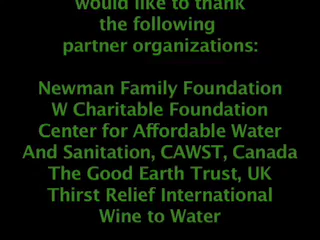 would like to thank
the following
partner organizations:
Newman Family Foundation
W Charitable Foundation
Center for Affordable Water
And Sanitation, CAWST, Canada
The Good Earth Trust, UK
Thirst Relief International
Wine to Water